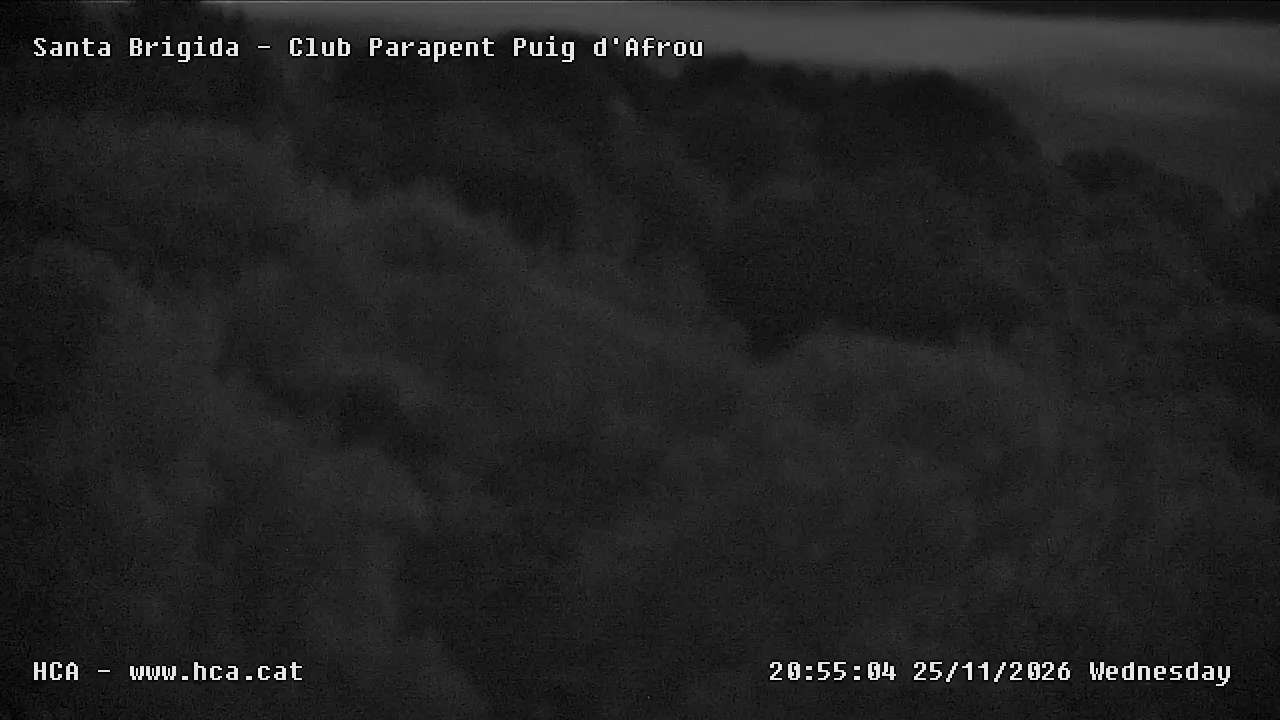 Santa Brigida - Club Parapent Puig d'Afrou
HCA - www.hca.cat
20:55:04 25/11/2026 Wednesday